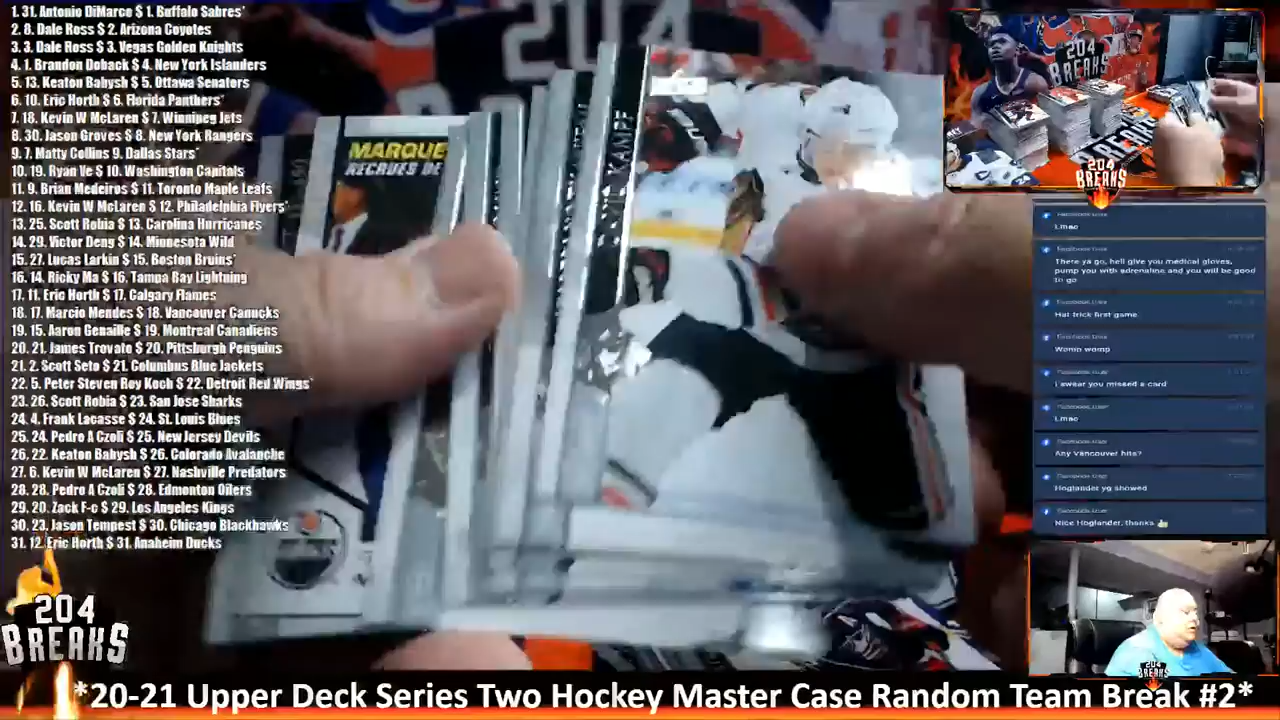 1. 31. Antonio DiMarco $ 1. Buffalo Sabres*
2. 8. Dale Ross $ 2. Arizona Coyotes
3. 3. Dale Ross $ 3. Vegas Golden Knights
4. 1. Brandon Doback $ 4. New York Islanders
5. 13. Keaton Babysh $ 5. Ottawa Senators
6. 10. Eric Horth $ 6. Florida Panthers*
7. 18. Kevin W McLaren $ 7. Winnipeg Jets
8. 30. Jason Groves $ 8. New York Rangers
9. 7. Matty Collins 9. Dallas Stars*
10. 19. Ryan Ve $ 10. Washington Capitols
11. 9. Brian Medeiros $ 11. Toronto Maple Leafs
12. 16. Kevin W McLaren $ 12. Philadelphia Flyers*
13. 25. Scott Robia $ 13. Carolina Hurricanes
14. 29. Victor Deng $ 14. Minnesota Wild
15. 27. Lucas Larkin $ 15. Boston Bruins*
16. 14. Ricky Ma $ 16. Tampa Bay Lightning
17. 11. Eric Horth $ 17. Calgary Flames
18. 17. Marcio Mendes $ 18. Vancouver Canucks
19. 15. Aaron Genaille $ 19. Montreal Canadiens
20. 21. James Trovato $ 20. Pittsburgh Penguins
21. 2. Scott Seto $ 21. Columbus Blue Jackets
22. 5. Peter Steven Roy Koch $ 22. Detroit Red Wings*
23. 26. Scott Robia $ 23. San Jose Sharks
24. 4. Frank Lacasse $ 24. St. Louis Blues
25. 24. Pedro A Czoli $ 25. New Jersey Devils
26. 22. Keaton Babysh $ 26. Colorado Avalanche
27. 6. Kevin W McLaren $ 27. Nashville Predators
28. 28. Pedro A Czoli $ 28. Edmonton Oilers
29. 20. Zack F-c $ 29. Los Angeles Kings
30. 23. Jason Tempest $ 30. Chicago Blackhawks
31. 12. Eric Horth $ 31. Anaheim Ducks
204
BREAKS
204
MARQUE
RECRUES DE
KAMPF
204
BREAKS
204
BREAKS
Lmao
There ya go, hell give you medical gloves,
pump you with adrenaline and you will be good
to go
Hat trick first game
Womp womp
I swear you missed a card
Lmao
Any Vancouver hits?
Hoglander yg showed
Nice Hoglander, thanks 👍
204
BREAKS
*20-21 Upper Deck Series Two Hockey Master Case Random Team Break #2*